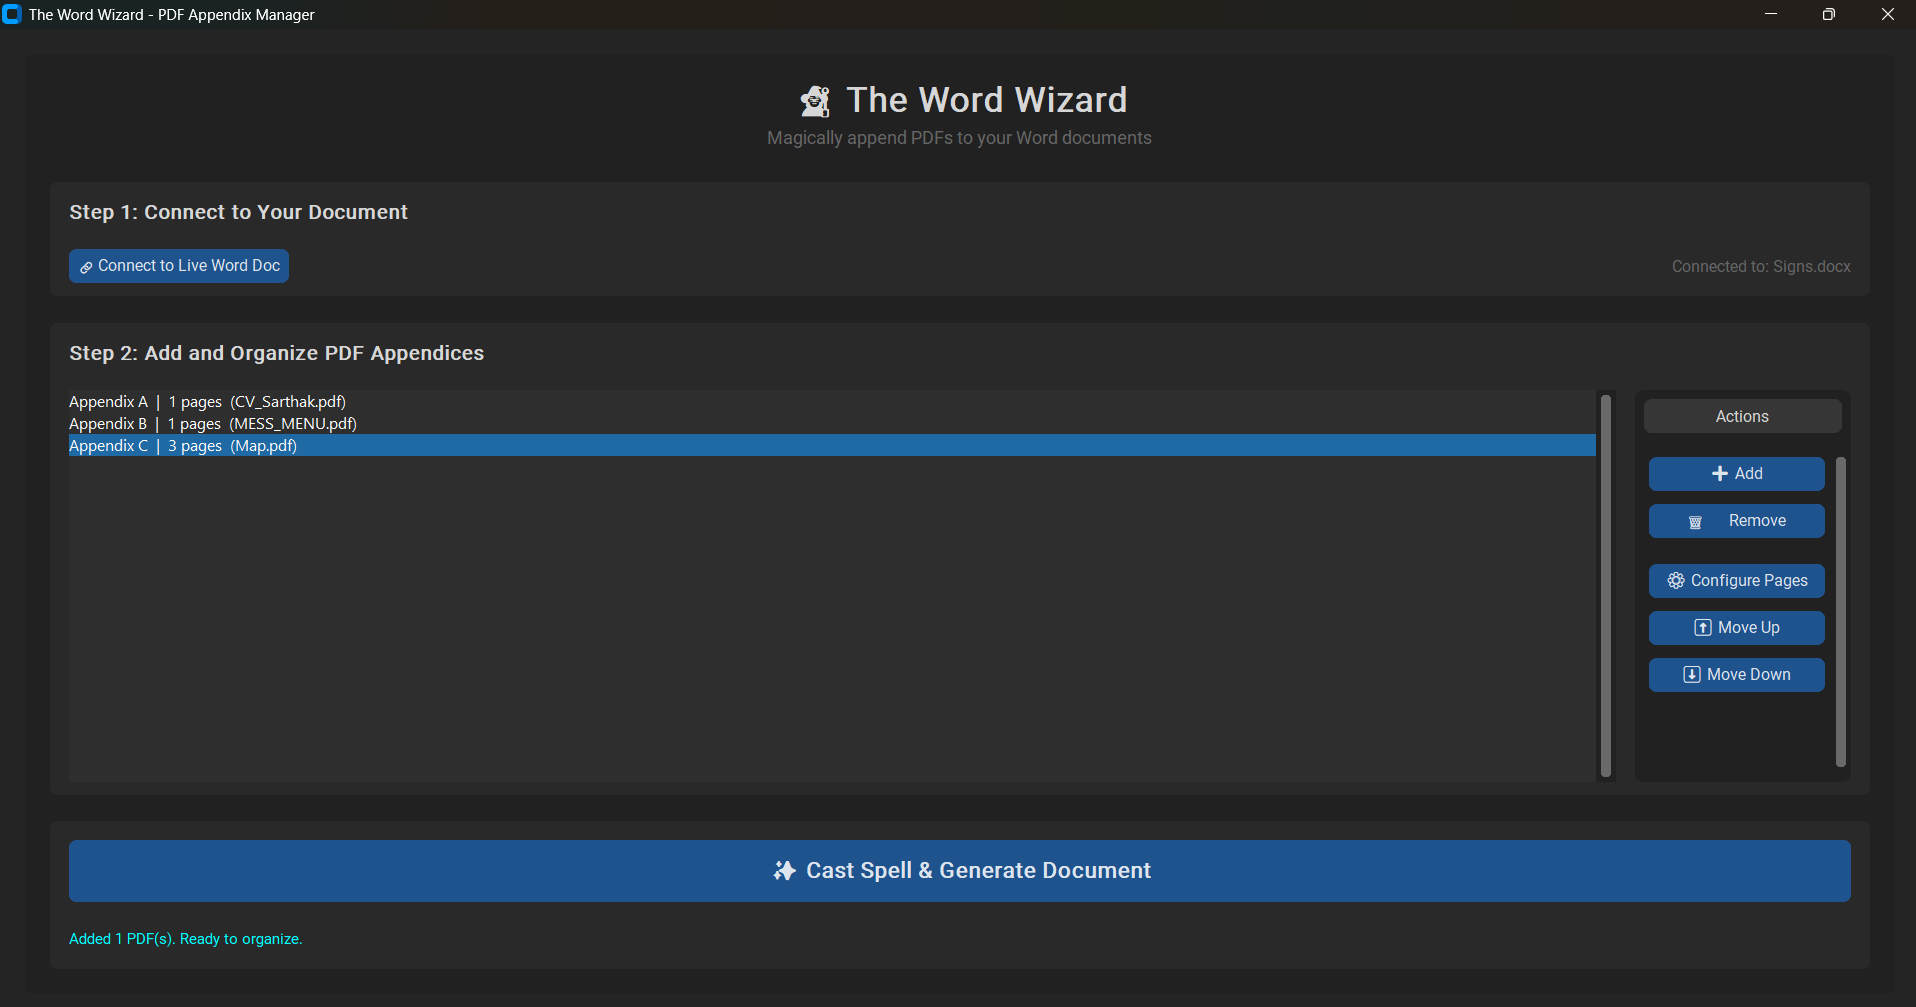 The Word Wizard - PDF Appendix Manager
The Word Wizard
Magically append PDFs to your Word documents
Step 1: Connect to Your Document
Connect to Live Word Doc
Connected to: Signs.docx
Step 2: Add and Organize PDF Appendices
Appendix A | 1 pages (CV_Sarthak.pdf)
Appendix B | 1 pages (MESS_MENU.pdf)
Appendix C | 3 pages (Map.pdf)
Actions
Add
Remove
Configure Pages
Move Up
Move Down
Cast Spell & Generate Document
Added 1 PDF(s). Ready to organize.